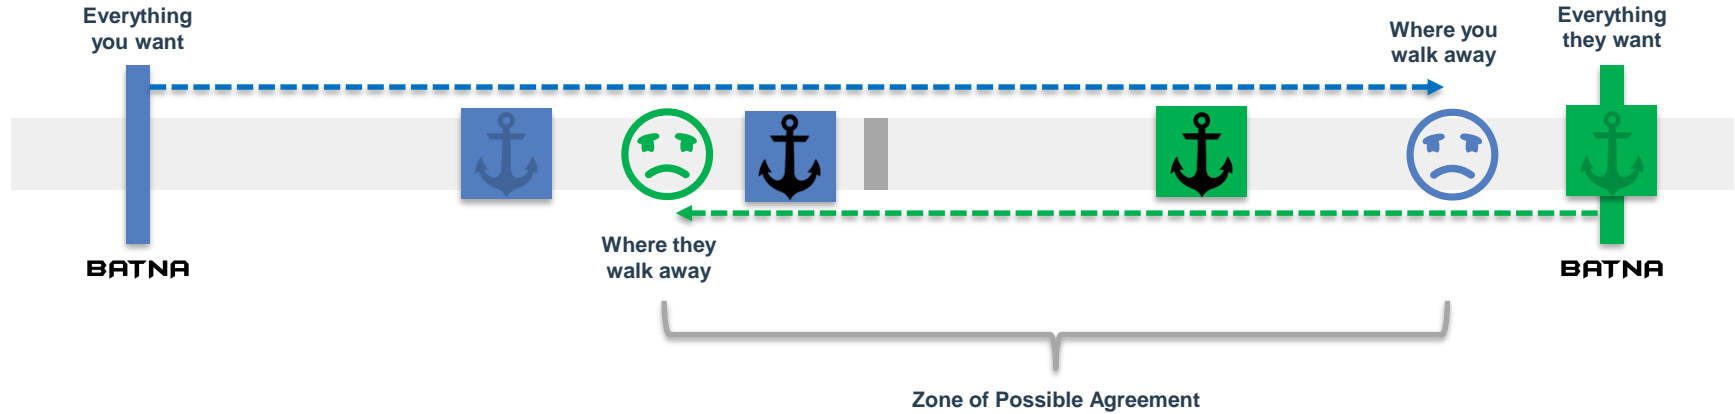 Everything
you want
Where you
walk away
Everything
they want
BATNA
Where they
walk away
BATNA
Zone of Possible Agreement